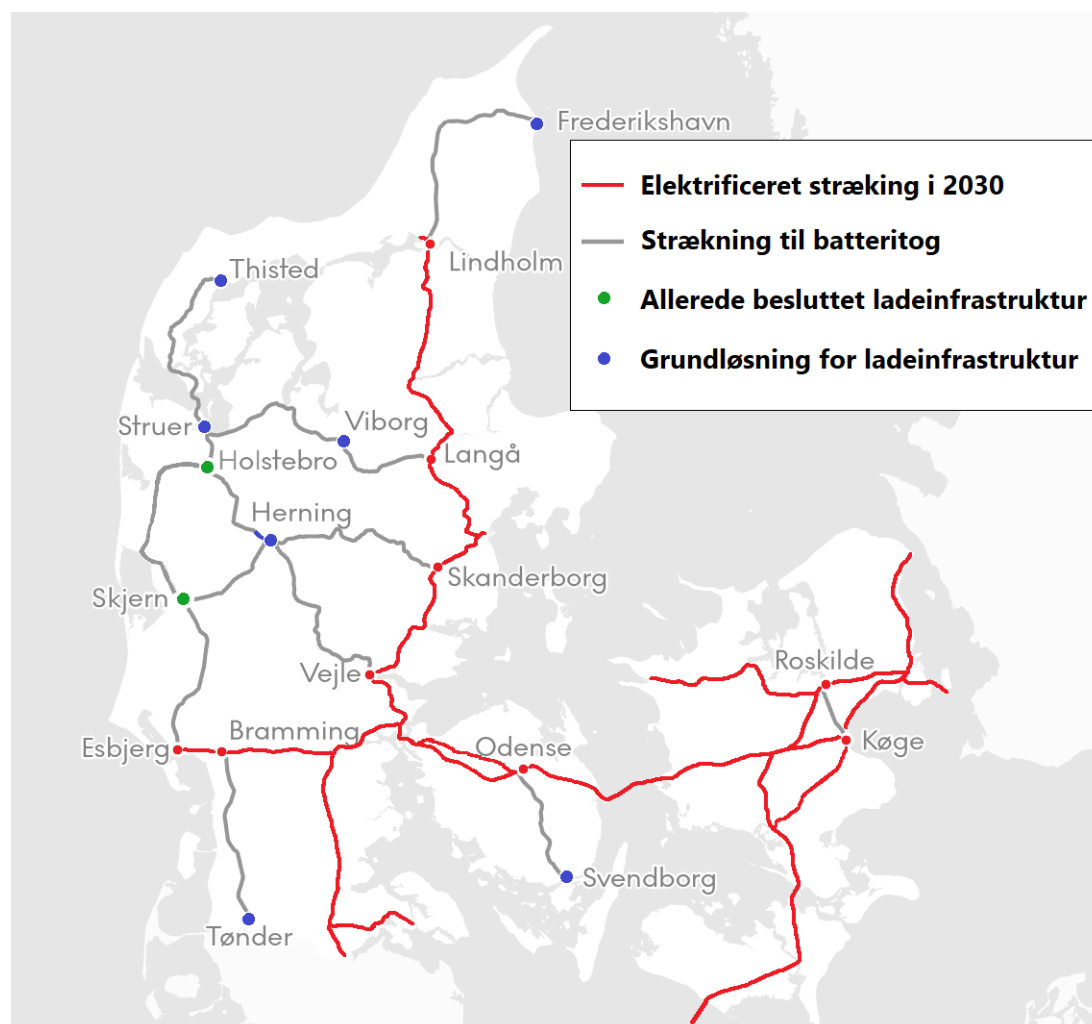 Frederikshavn
Elektrificeret stræking i 2030
Strækning til batteritog
Lindholm
Thisted
Allerede besluttet ladeinfrastruktur
Grundløsning for ladeinfrastruktur
Struer
Viborg
Holstebro
Langå
Herning
Skanderborg
Skjern
Vejle
Roskilde
Bramming
Esbjerg
Odense
Køge
Svendborg
Tønder